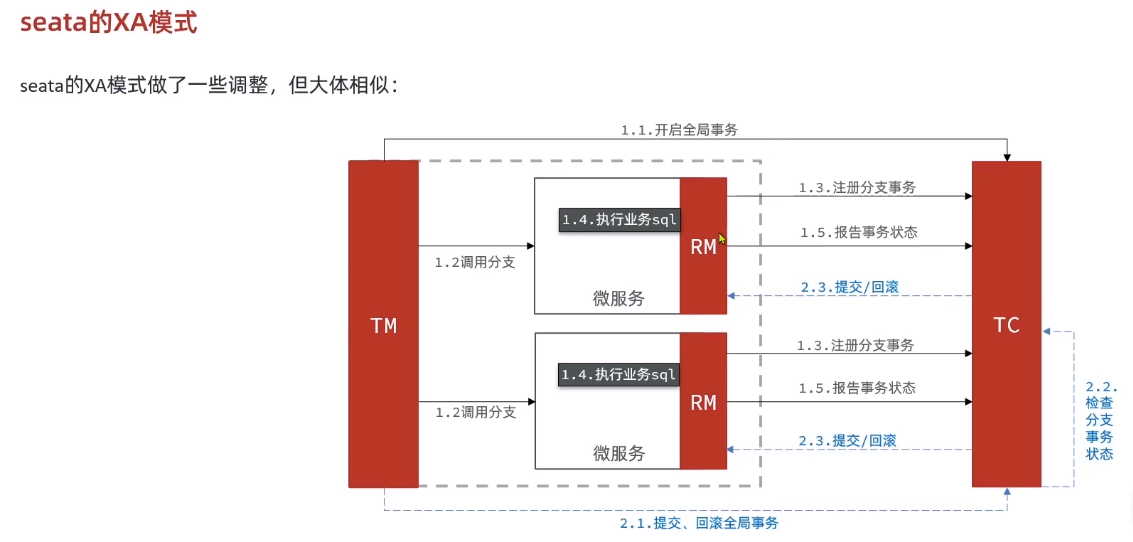 seata的XA模式
seata的XA模式做了一些调整，但大体相似：
1.1.开启全局事务
1.3.注册分支事务
1.4.执行业务sql
1.5.报告事务状态
RM
1.2调用分支
2.3.提交/回滚
微服务
TM
TC
1.3.注册分支事务
1.4.执行业务sql
1.5.报告事务状态
RM
1.2调用分支
2.3.提交/回滚
微服务
2.2.
检查
分支
事务
状态
2.1.提交、回滚全局事务